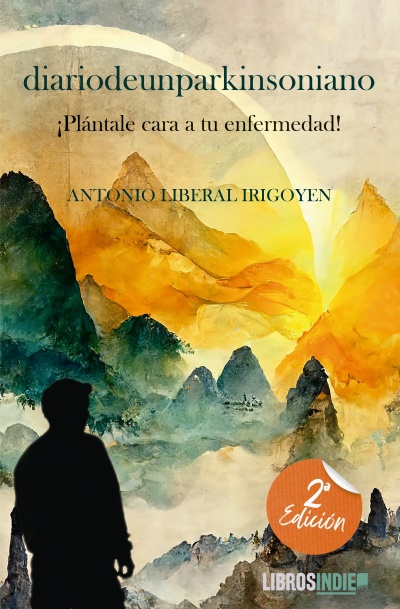 diariodeunparkinsoniano
¡Plántale cara a tu enfermedad!
ANTONIO LIBERAL IRIGOYEN
2ª
Edición
LIBROSINDIE